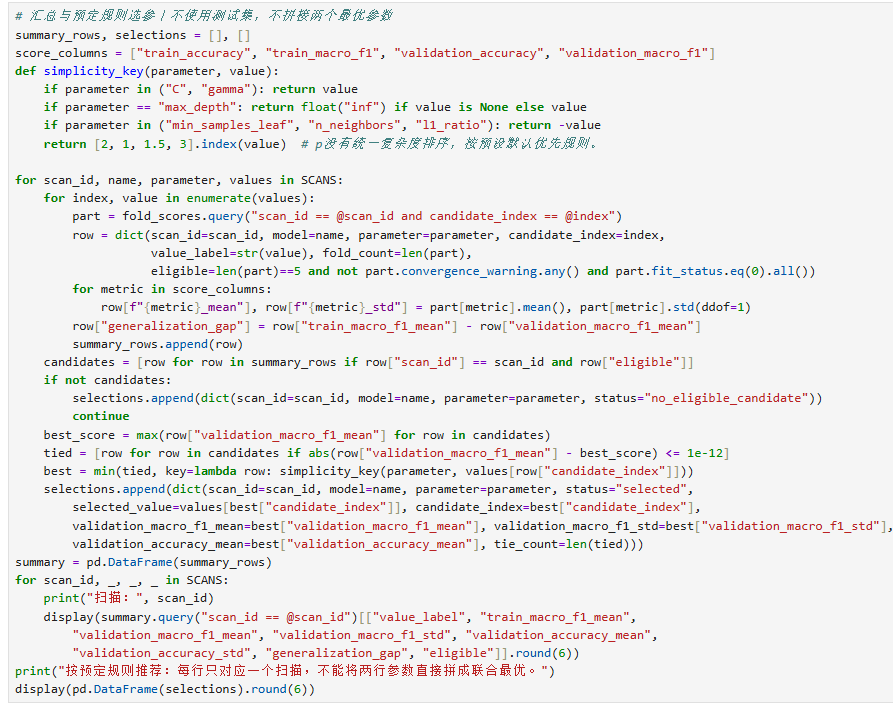 # 汇总与预定规则选参丨不使用测试集，不拼接两个最优参数
summary_rows, selections = [], []
score_columns = ["train_accuracy", "train_macro_f1", "validation_accuracy", "validation_macro_f1"]
def simplicity_key(parameter, value):
    if parameter in ("C", "gamma"): return value
    if parameter == "max_depth": return float("inf") if value is None else value
    if parameter in ("min_samples_leaf", "n_neighbors", "l1_ratio"): return -value
    return [2, 1, 1.5, 3].index(value)  # p没有统一复杂度排序，按预设默认优先规则。

for scan_id, name, parameter, values in SCANS:
    for index, value in enumerate(values):
        part = fold_scores.query("scan_id == @scan_id and candidate_index == @index")
        row = dict(scan_id=scan_id, model=name, parameter=parameter, candidate_index=index,
                   value_label=str(value), fold_count=len(part),
                   eligible=len(part)==5 and not part.convergence_warning.any() and part.fit_status.eq(0).all())
        for metric in score_columns:
            row[f"{metric}_mean"], row[f"{metric}_std"] = part[metric].mean(), part[metric].std(ddof=1)
        row["generalization_gap"] = row["train_macro_f1_mean"] - row["validation_macro_f1_mean"]
        summary_rows.append(row)
    candidates = [row for row in summary_rows if row["scan_id"] == scan_id and row["eligible"]]
    if not candidates:
        selections.append(dict(scan_id=scan_id, model=name, parameter=parameter, status="no_eligible_candidate"))
        continue
    best_score = max(row["validation_macro_f1_mean"] for row in candidates)
    tied = [row for row in candidates if abs(row["validation_macro_f1_mean"] - best_score) <= 1e-12]
    best = min(tied, key=lambda row: simplicity_key(parameter, values[row["candidate_index"]]))
    selections.append(dict(scan_id=scan_id, model=name, parameter=parameter, status="selected",
        selected_value=values[best["candidate_index"]], candidate_index=best["candidate_index"],
        validation_macro_f1_mean=best["validation_macro_f1_mean"], validation_macro_f1_std=best["validation_macro_f1_std"],
        validation_accuracy_mean=best["validation_accuracy_mean"], tie_count=len(tied)))
summary = pd.DataFrame(summary_rows)
for scan_id, _, _, _ in SCANS:
    print("扫描：", scan_id)
    display(summary.query("scan_id == @scan_id")[["value_label", "train_macro_f1_mean",
        "validation_macro_f1_mean", "validation_macro_f1_std", "validation_accuracy_mean",
        "validation_accuracy_std", "generalization_gap", "eligible"]].round(6))
print("按预定规则推荐：每行只对应一个扫描，不能将两行参数直接拼成联合最优。")
display(pd.DataFrame(selections).round(6))